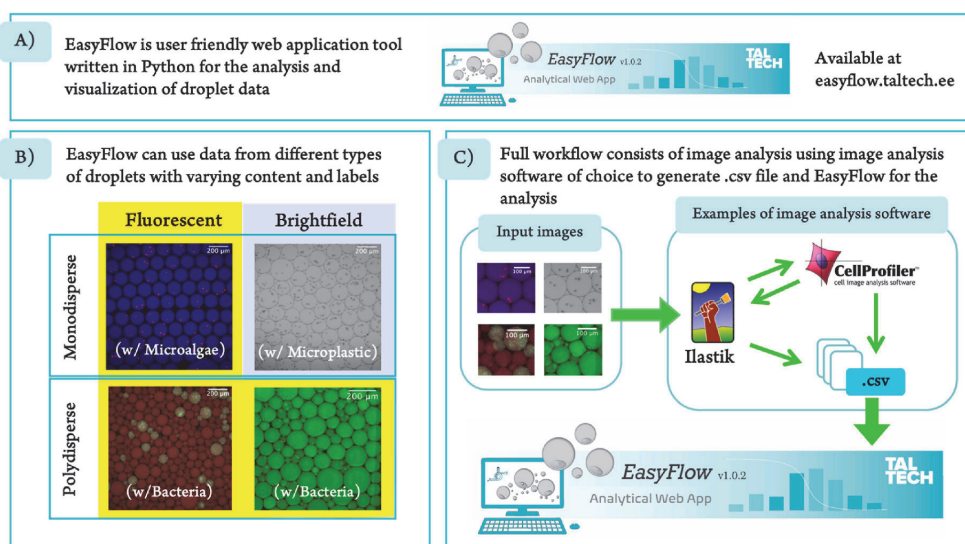 A)
EasyFlow is user friendly web application tool
written in Python for the analysis and
visualization of droplet data
EasyFlow v1.0.2
Analytical Web App
TAL
TECH
Available at
easyflow.taltech.ee
B)
EasyFlow can use data from different types
of droplets with varying content and labels
Fluorescent
Brightfield
Monodisperse
200 µm
(w/ Microalgae)
200 µm
(w/ Microplastic)
Polydisperse
200 µm
(w/Bacteria)
200 µm
(w/Bacteria)
C)
Full workflow consists of image analysis using image analysis
software of choice to generate .csv file and EasyFlow for the
analysis
Input images
100 µm
100 µm
100 µm
100 µm
Examples of image analysis software
CellProfiler™
cell image analysis software
Ilastik
.csv
EasyFlow v1.0.2
Analytical Web App
TAL
TECH